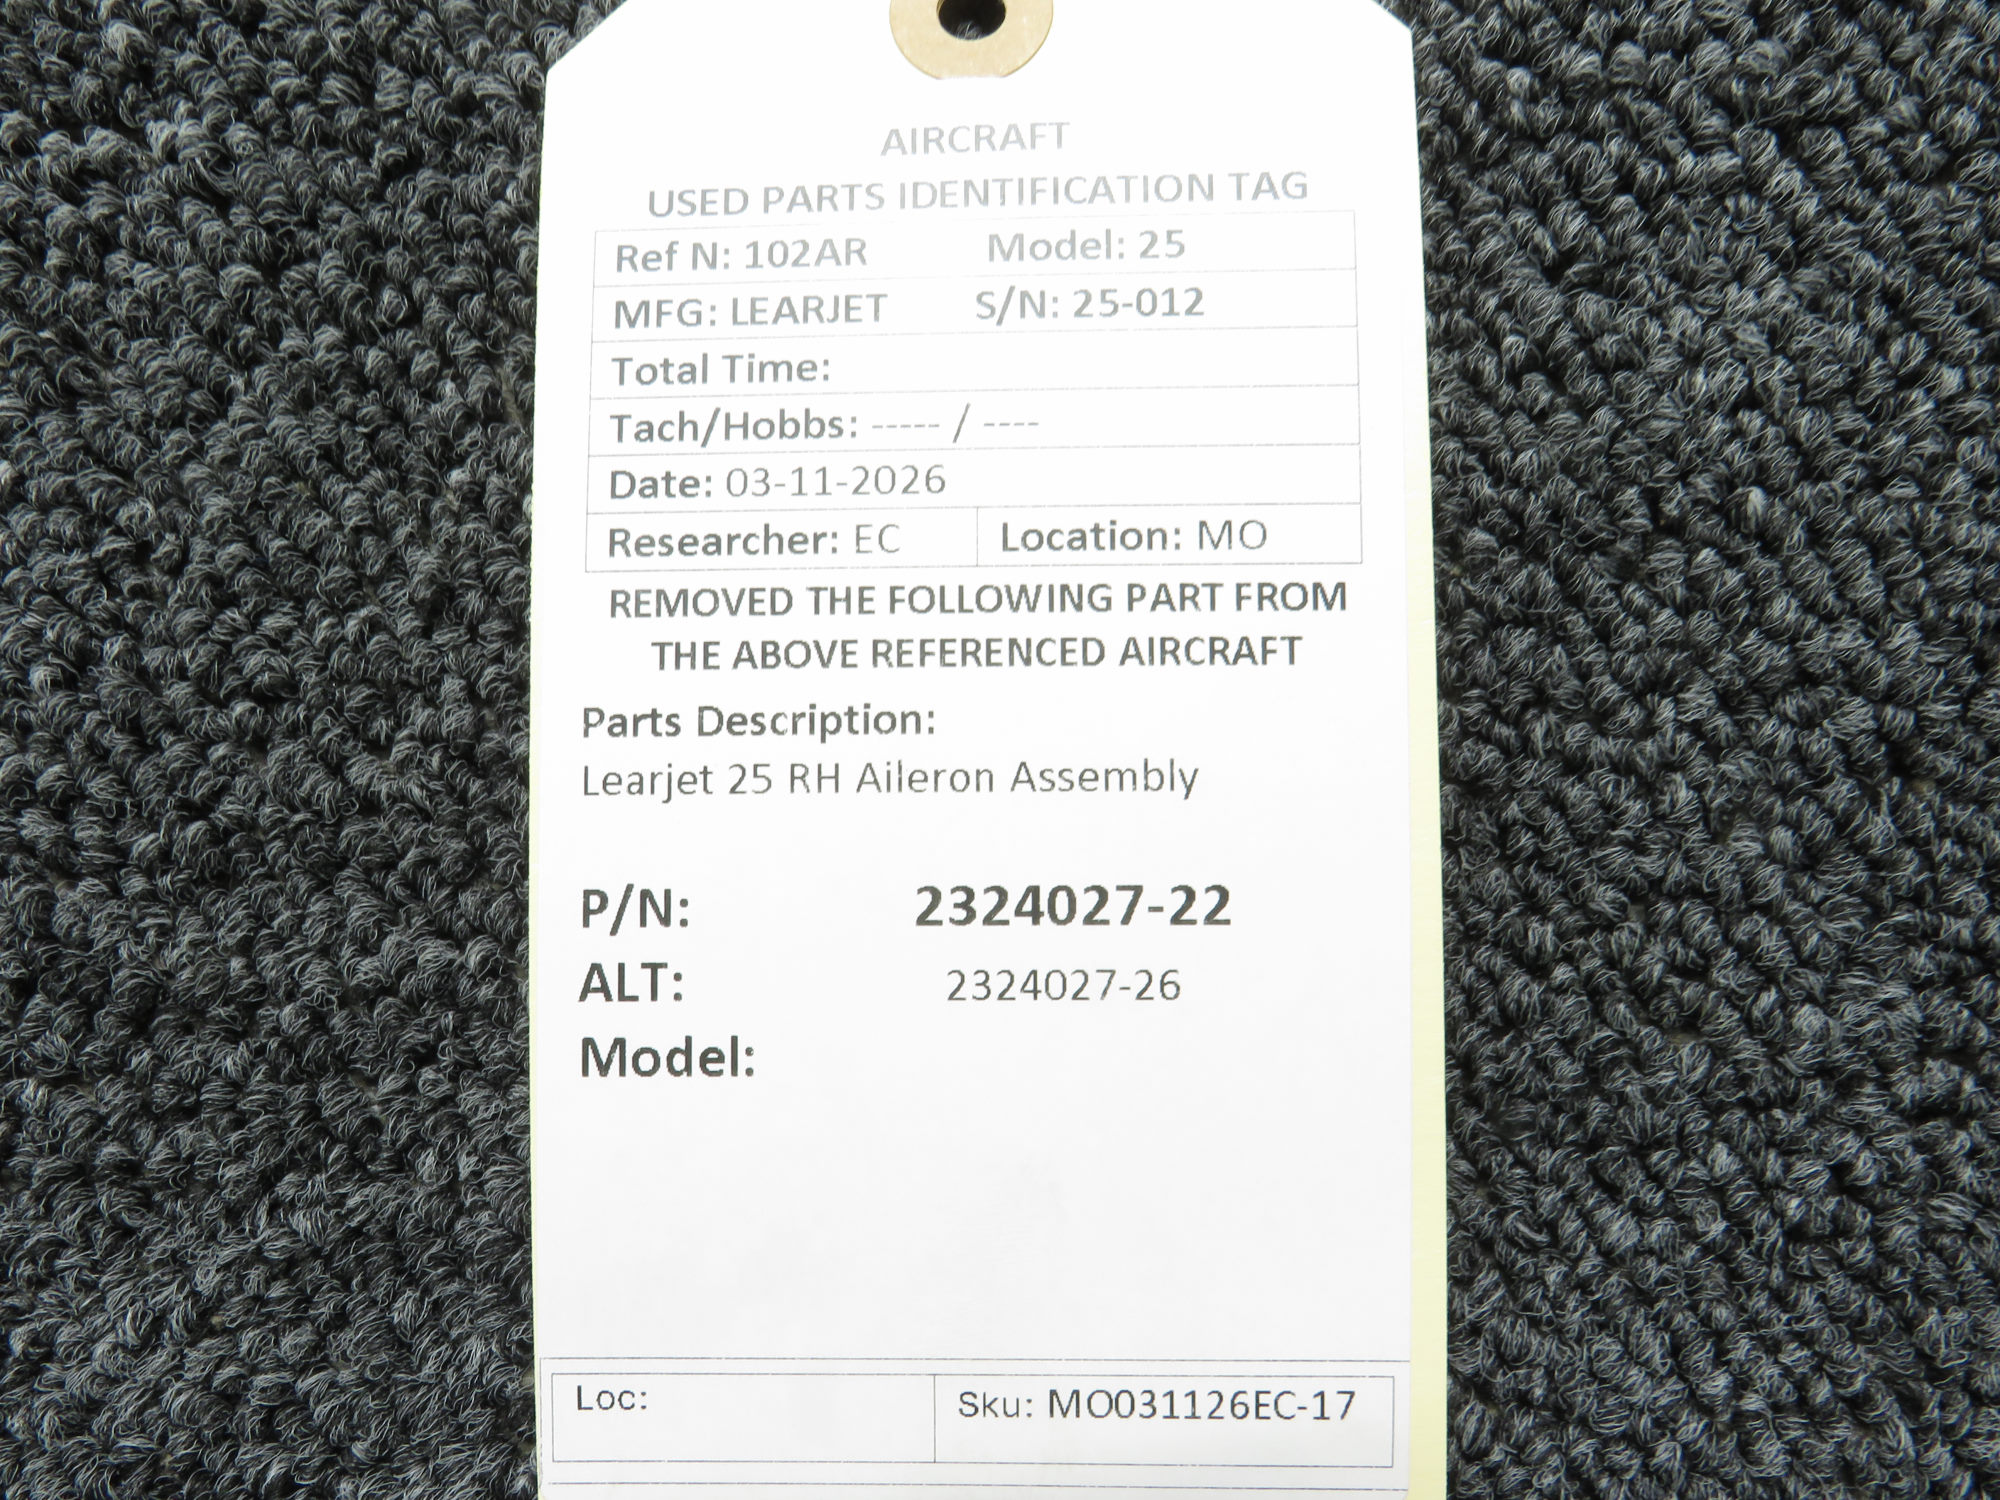 AIRCRAFT
USED PARTS IDENTIFICATION TAG
Ref N: 102AR Model: 25
MFG: LEARJET S/N: 25-012
Total Time:
Tach/Hobbs: ----- / ----
Date: 03-11-2026
Researcher: EC Location: MO
REMOVED THE FOLLOWING PART FROM
THE ABOVE REFERENCED AIRCRAFT
Parts Description:
Learjet 25 RH Aileron Assembly
P/N: 2324027-22
ALT: 2324027-26
Model:
Loc: Sku: MO031126EC-17